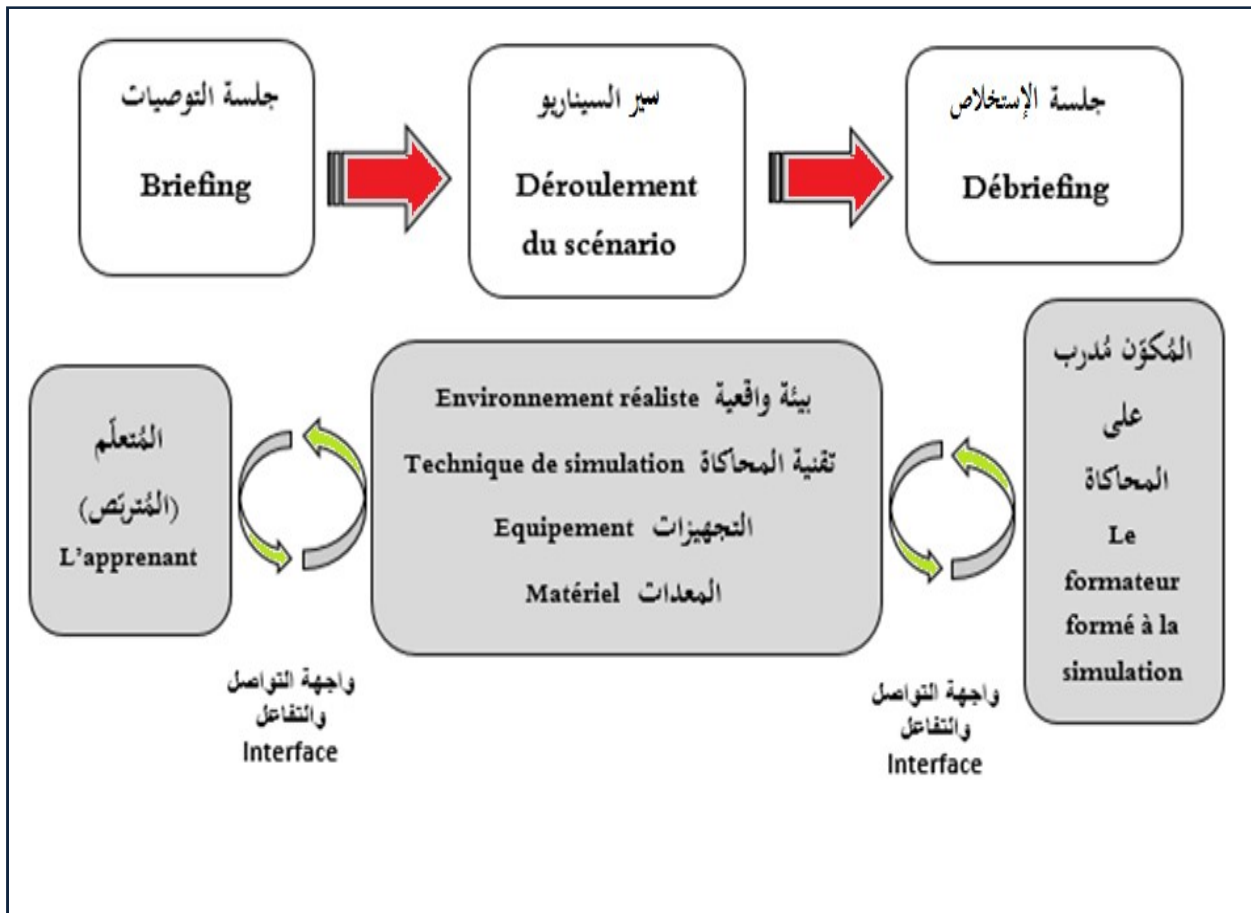 جلسة التوصيات
Briefing
سير السيناريو
Déroulement
du scénario
جلسة الإستخلاص
Débriefing
المُتعلّم
(المُتربّص)
L’apprenant
Environnement réaliste بيئة واقعية
Technique de simulation تقنية المحاكاة
Equipement التجهيزات
Matériel المعدات
المُكوّن مُدرب
على
المحاكاة
Le
formateur
formé à la
simulation
واجهة التواصل
والتفاعل
Interface
واجهة التواصل
والتفاعل
Interface